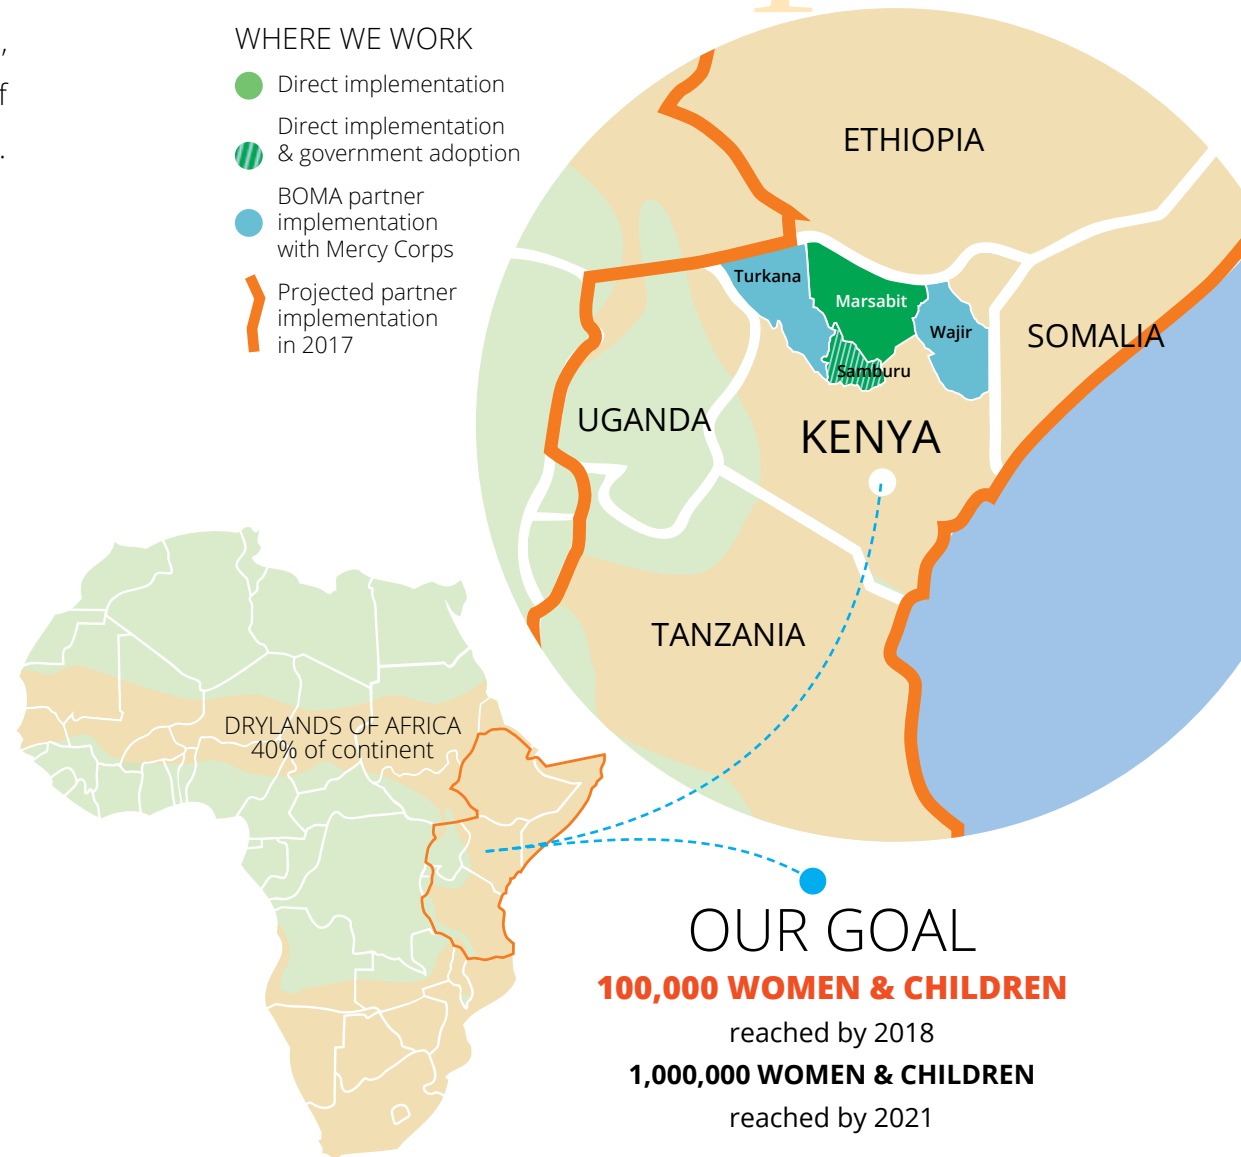 ,
f
.
WHERE WE WORK
Direct implementation
Direct implementation
& government adoption
BOMA partner
implementation
with Mercy Corps
Projected partner
implementation
in 2017
ETHIOPIA
Turkana
Marsabit
Wajir
SOMALIA
Samburu
UGANDA
KENYA
TANZANIA
DRYLANDS OF AFRICA
40% of continent
OUR GOAL
100,000 WOMEN & CHILDREN
reached by 2018
1,000,000 WOMEN & CHILDREN
reached by 2021